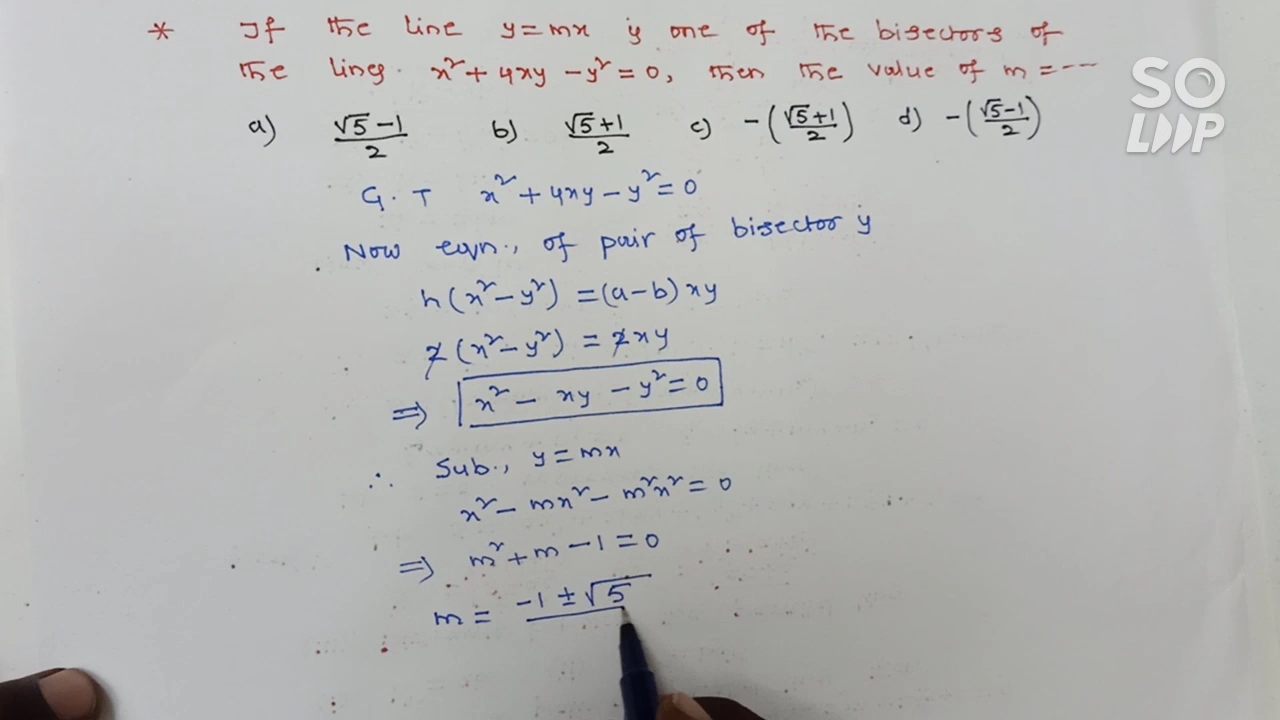 * If the line y = mx is one of the bisectors of
the lines x² + 4xy − y² = 0, then the value of m = ---
a) (√5 − 1)/2 b) (√5 + 1)/2 c) −((√5 + 1)/2) d) −((√5 − 1)/2)
G.T x² + 4xy − y² = 0
Now eqn., of pair of bisector is
h(x² − y²) = (a − b)xy
2(x² − y²) = 2xy
⇒ x² − xy − y² = 0
∴ Sub., y = mx
x² − mx² − m²x² = 0
⇒ m² + m − 1 = 0
m = −1 ± √5
SO
LOOP